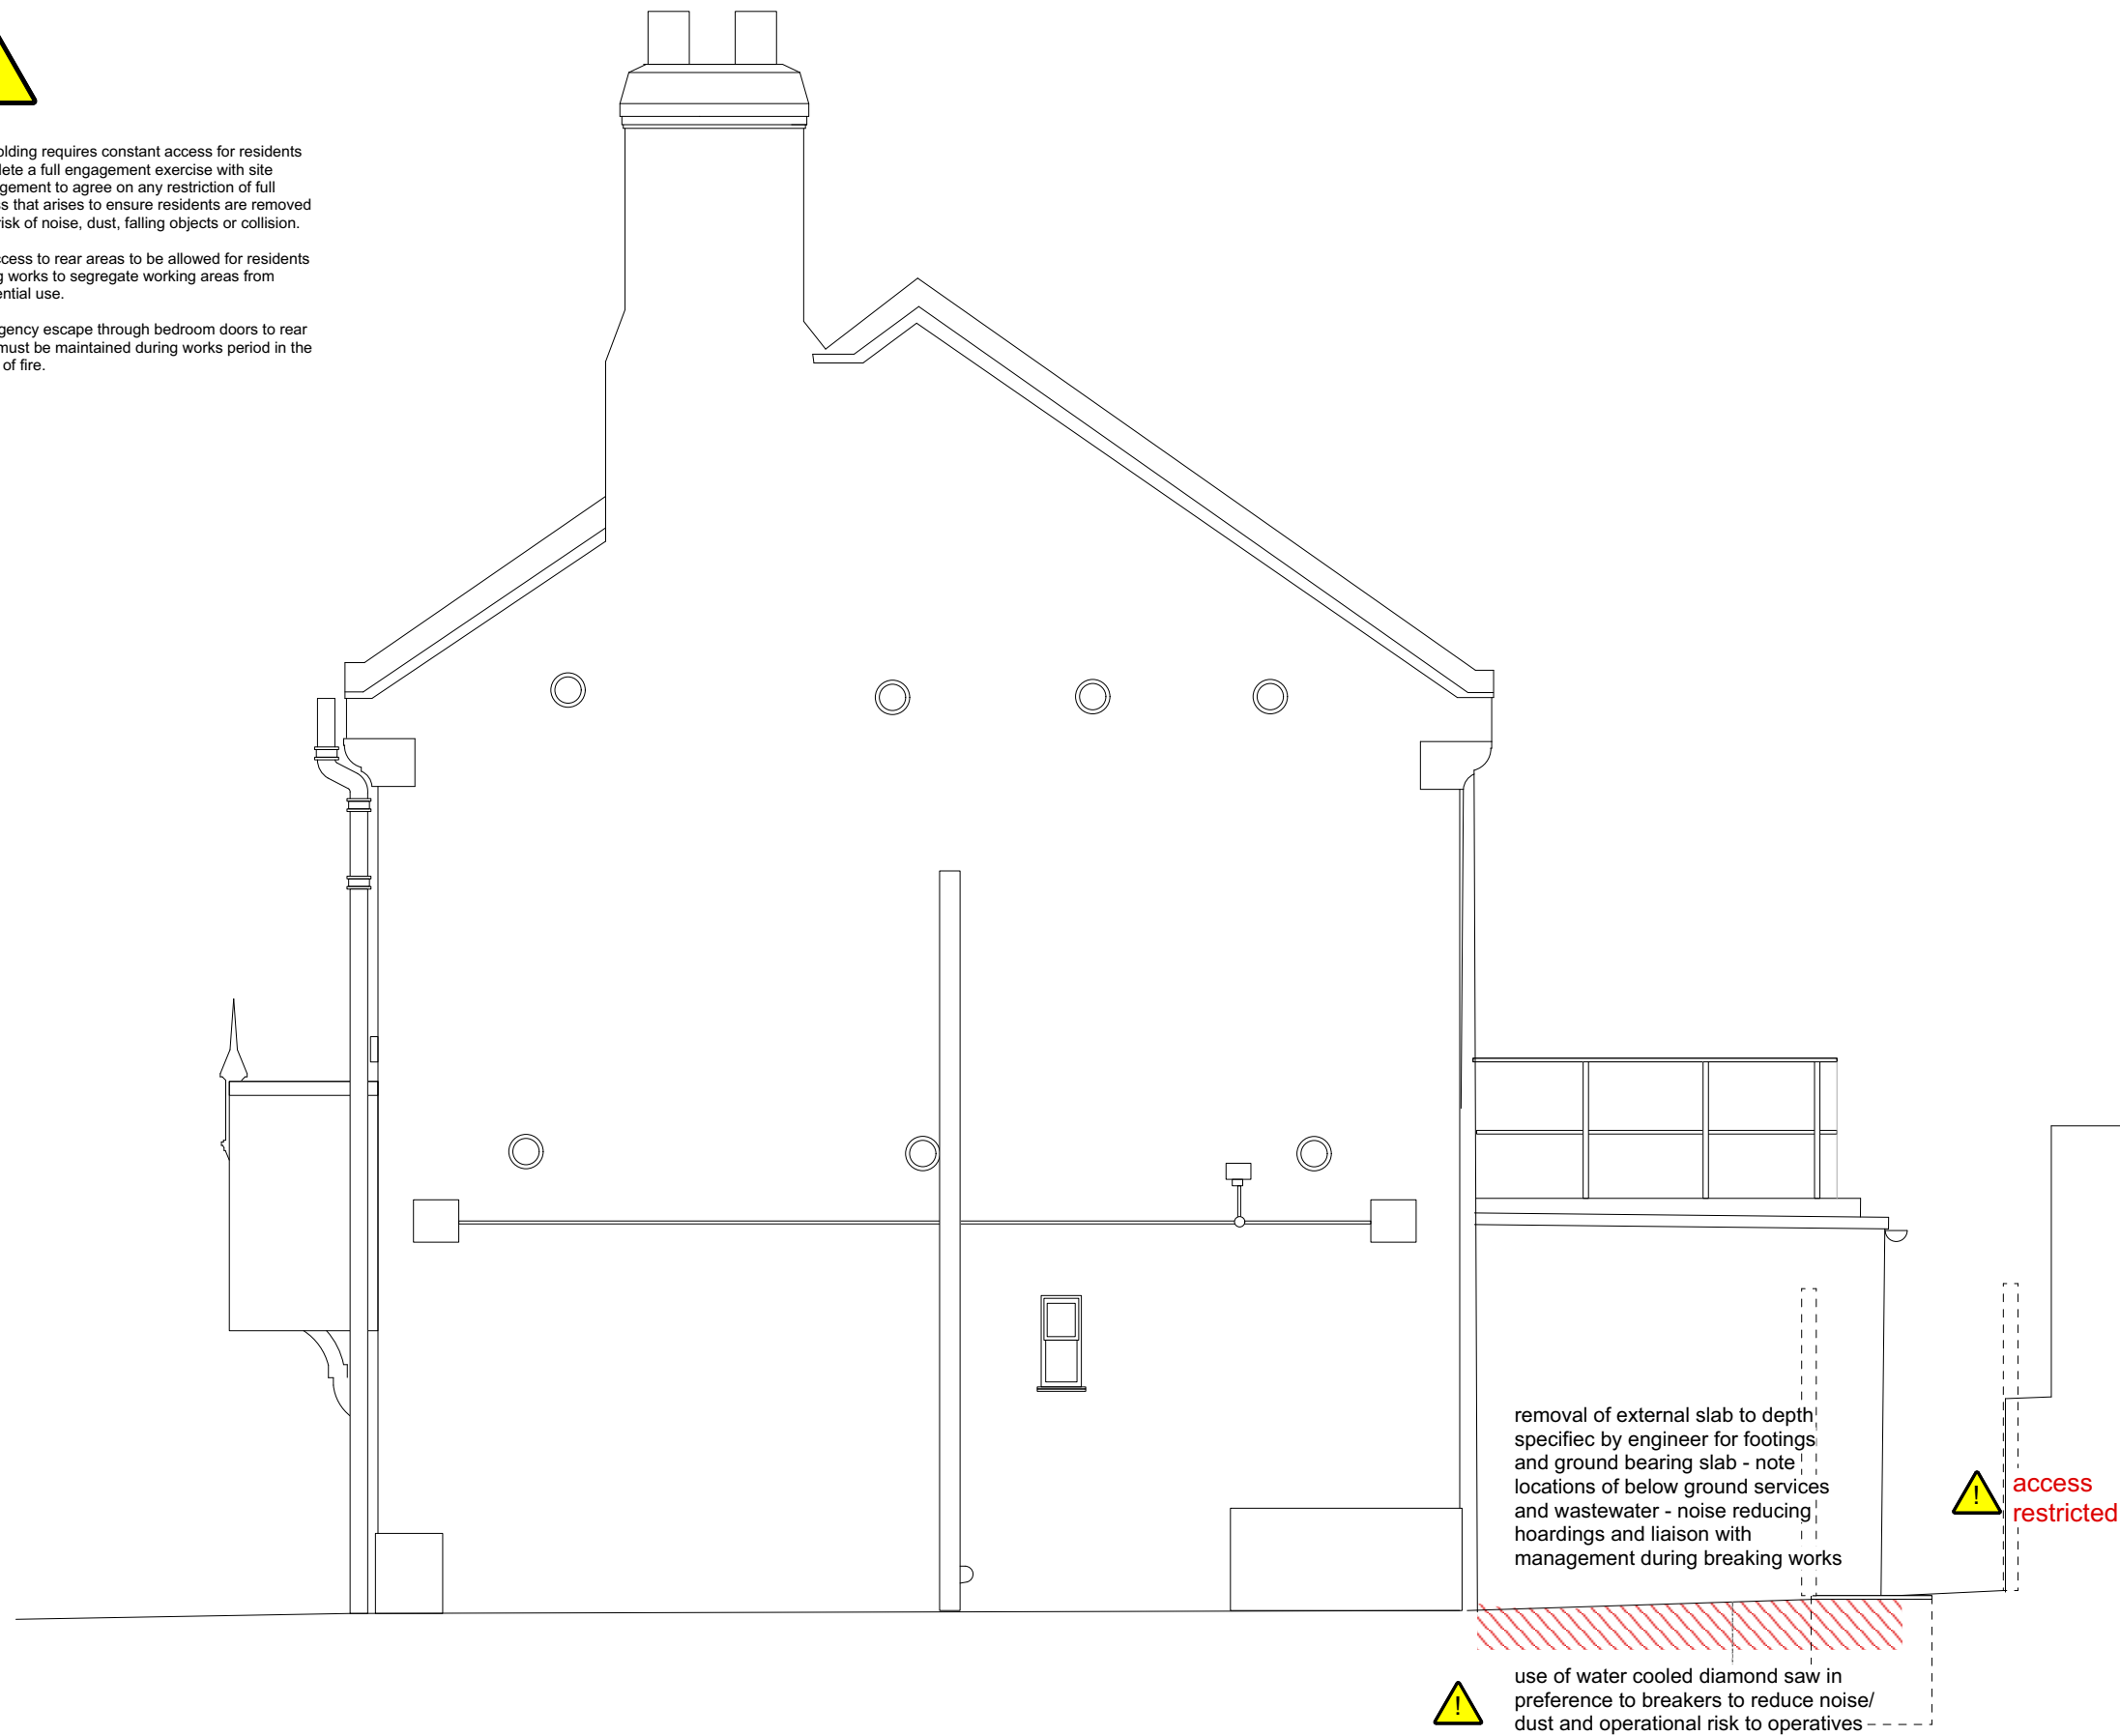 olding requires constant access for residents
lete a full engagement exercise with site
gement to agree on any restriction of full
ss that arises to ensure residents are removed
risk of noise, dust, falling objects or collision.
ccess to rear areas to be allowed for residents
g works to segregate working areas from
ential use.
gency escape through bedroom doors to rear
must be maintained during works period in the
of fire.
removal of external slab to depth
specifiec by engineer for footings
and ground bearing slab - note
locations of below ground services
and wastewater - noise reducing
hoardings and liaison with
management during breaking works
! access
restricted
! use of water cooled diamond saw in
preference to breakers to reduce noise/
dust and operational risk to operatives